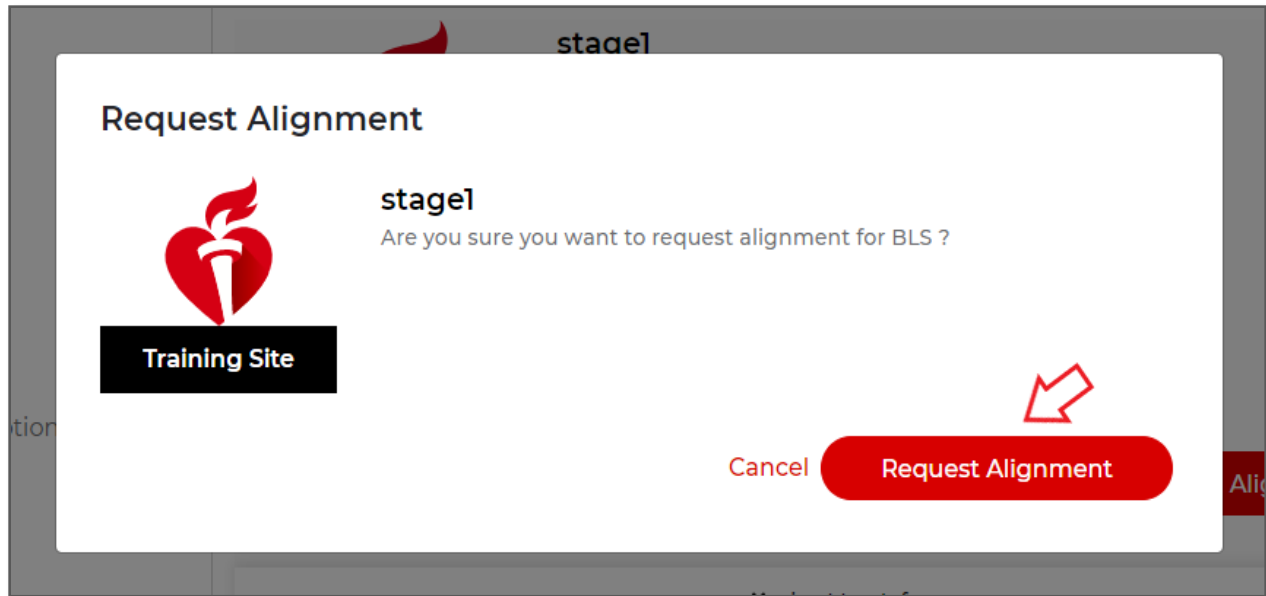 stage1
Request Alignment
stage1
Are you sure you want to request alignment for BLS ?
Training Site
Cancel
Request Alignment